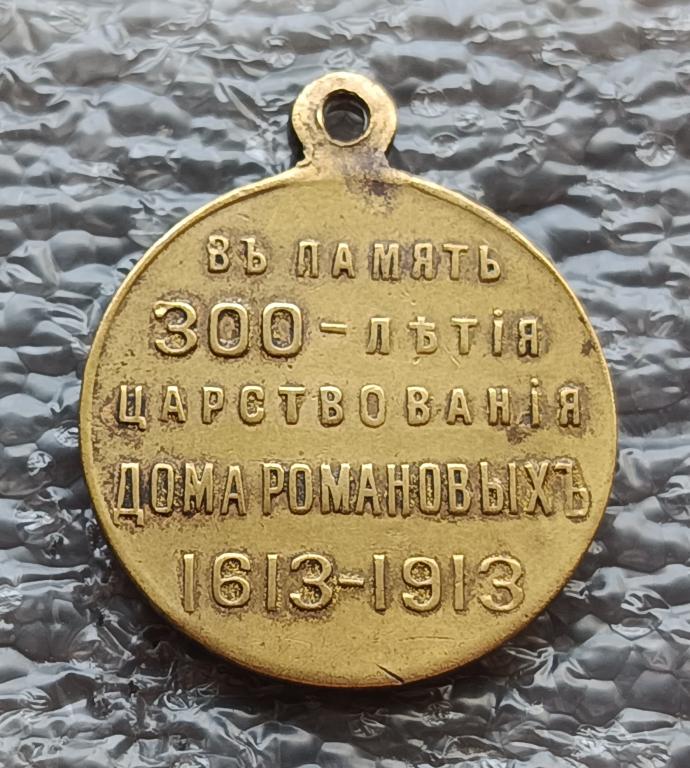 ВЪ ПАМЯТЬ
300-ЛѢТІЯ
ЦАРСТВОВАНІЯ
ДОМА РОМАНОВЫХЪ
1613-1913